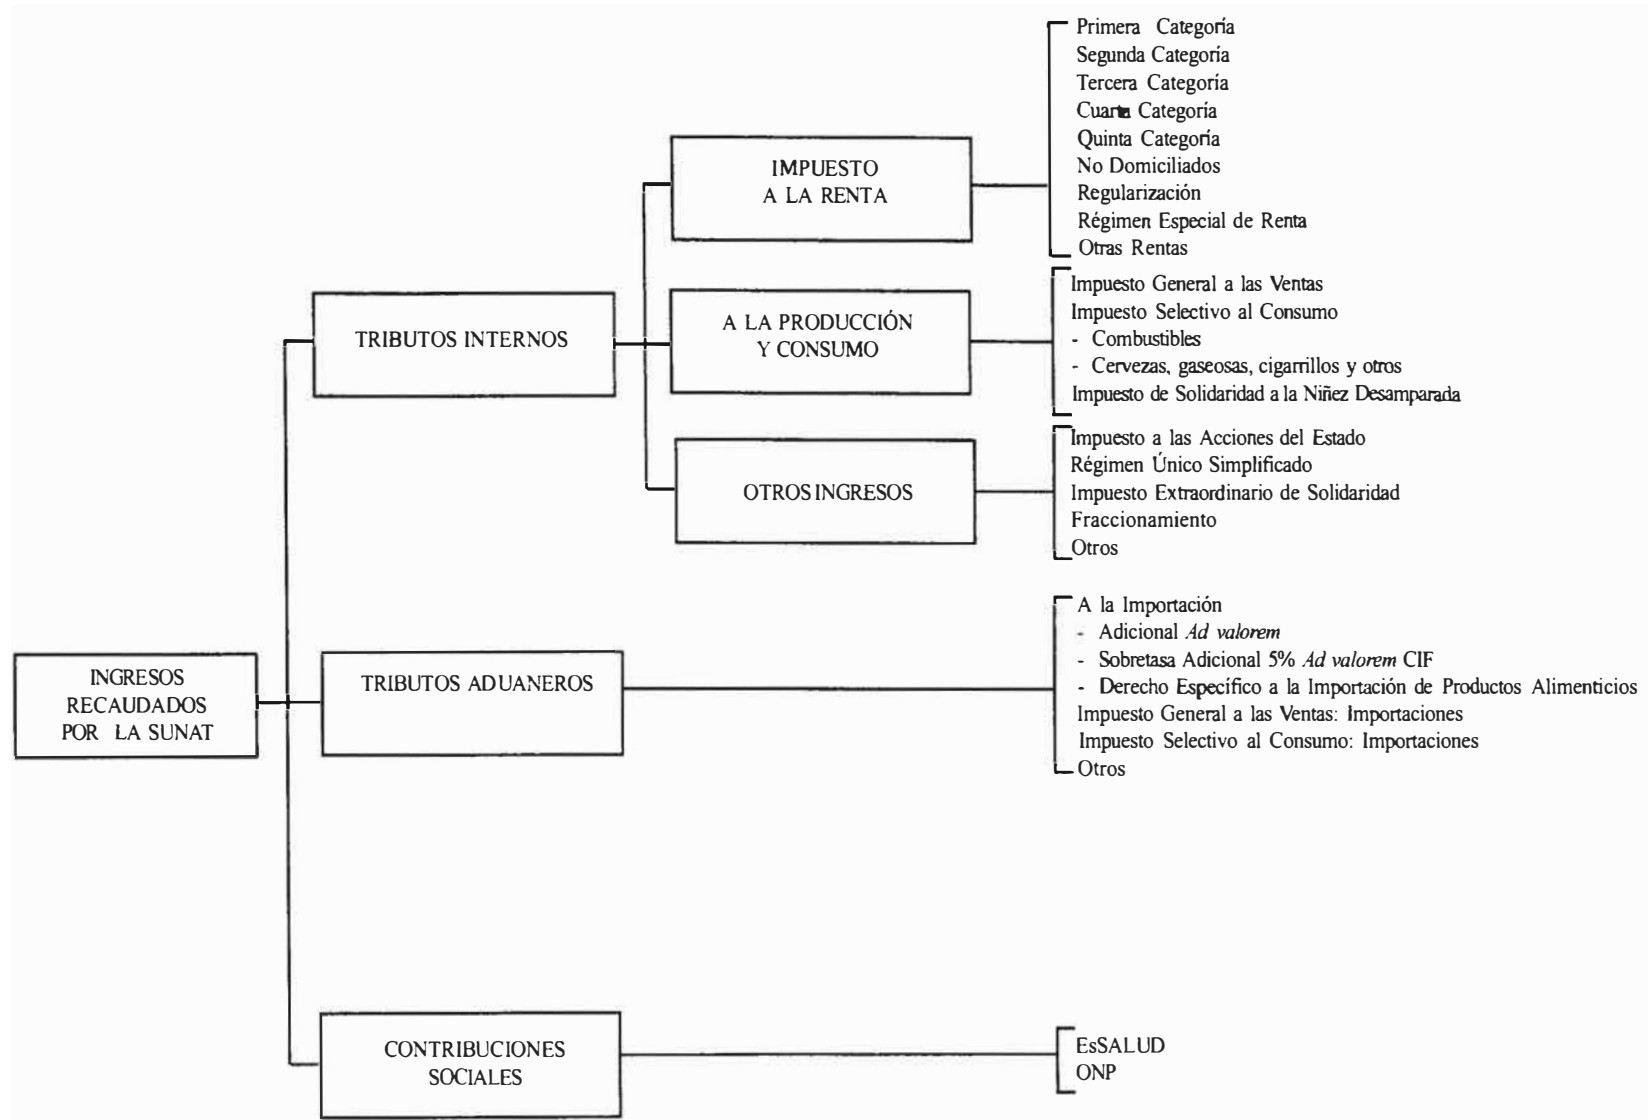 Primera Categoría
Segunda Categoría
Tercera Categoría
Cuarta Categoría
Quinta Categoría
No Domiciliados
Regularización
Régimen Especial de Renta
Otras Rentas
IMPUESTO
A LA RENTA
Impuesto General a las Ventas
Impuesto Selectivo al Consumo
- Combustibles
- Cervezas, gaseosas, cigarrillos y otros
Impuesto de Solidaridad a la Niñez Desamparada
A LA PRODUCCIÓN
Y CONSUMO
TRIBUTOS INTERNOS
Impuesto a las Acciones del Estado
Régimen Único Simplificado
Impuesto Extraordinario de Solidaridad
Fraccionamiento
Otros
OTROS INGRESOS
A la Importación
- Adicional Ad valorem
- Sobretasa Adicional 5% Ad valorem CIF
- Derecho Específico a la Importación de Productos Alimenticios
Impuesto General a las Ventas: Importaciones
Impuesto Selectivo al Consumo: Importaciones
Otros
TRIBUTOS ADUANEROS
INGRESOS
RECAUDADOS
POR LA SUNAT
CONTRIBUCIONES
SOCIALES
EsSALUD
ONP